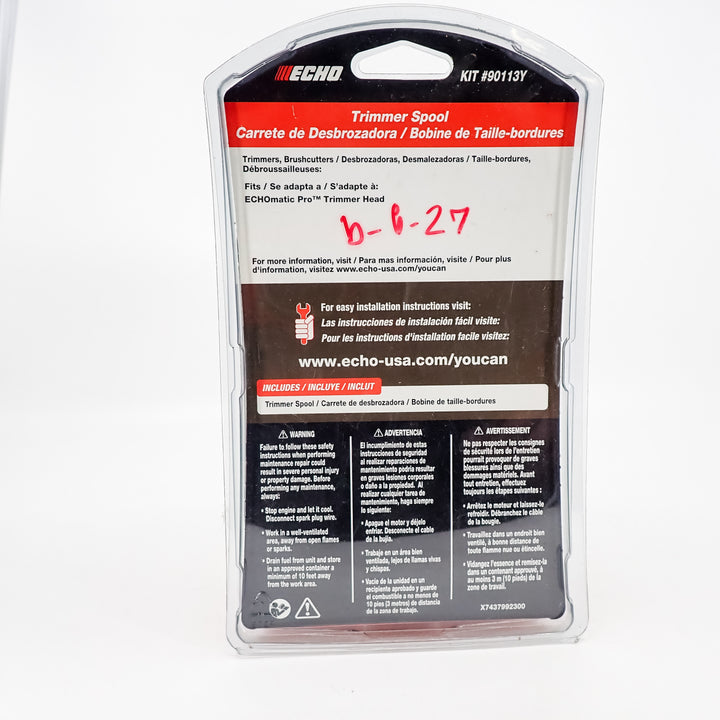 ECHO
KIT #90113Y
Trimmer Spool
Carrete de Desbrozadora / Bobine de Taille-bordures
Trimmers, Brushcutters / Desbrozadoras, Desmalezadoras / Taille-bordures,
Débroussailleuses:
Fits / Se adapta a / S'adapte à:
ECHOmatic Pro™ Trimmer Head
b-6-27
For more information, visit / Para mas información, visite / Pour plus
d'information, visitez www.echo-usa.com/youcan
For easy installation instructions visit:
Las instrucciones de instalación fácil visite:
Pour les instructions d'installation facile visitez:
www.echo-usa.com/youcan
INCLUDES / INCLUYE / INCLUT
Trimmer Spool / Carrete de desbrozadora / Bobine de taille-bordures
WARNING
Failure to follow these safety
instructions when performing
maintenance repair could
result in severe personal injury
or property damage. Before
performing any maintenance,
always:
• Stop engine and let it cool.
Disconnect spark plug wire.
• Work in a well-ventilated
area, away from open flames
or sparks.
• Drain fuel from unit and store
in an approved container a
minimum of 10 feet away
from the work area.
ADVERTENCIA
El incumplimiento de estas
instrucciones de seguridad
al realizar reparaciones de
mantenimiento podría resultar
en graves lesiones corporales
o daño a la propiedad. Al
realizar cualquier tarea de
mantenimiento, haga siempre
lo siguiente:
• Apague el motor y déjelo
enfriar. Desconecte el cable
de la bujía.
• Trabaje en un área bien
ventilada, lejos de llamas vivas
y chispas.
• Vacíe de la unidad en un
recipiente aprobado y guarde
el combustible a no menos de
10 pies (3 metros) de distancia
de la zona de trabajo.
AVERTISSEMENT
Ne pas respecter les consignes
de sécurité lors de l'entretien
pourrait provoquer de graves
blessures ainsi que des
dommages matériels. Avant
tout entretien, effectuez
toujours les étapes suivantes :
• Arrêtez le moteur et laissez-le
refroidir. Débranchez le câble
de la bougie.
• Travaillez dans un endroit bien
ventilé, à bonne distance de
toute flamme nue ou étincelle.
• Vidangez l'essence et remisez-la
dans un contenant approuvé, à
au moins 3 m (10 pieds) de la
zone de travail.
X7437992300